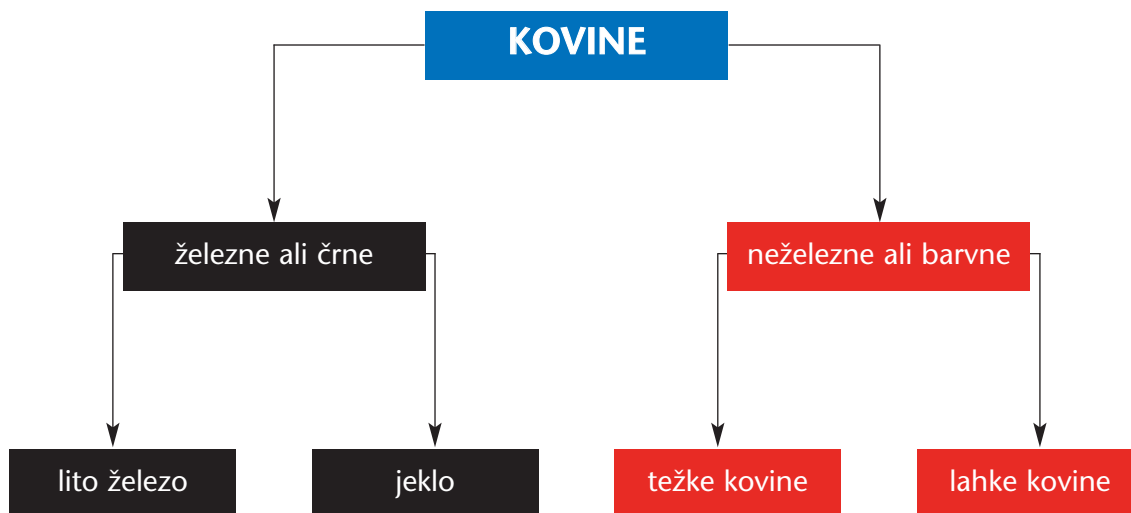 KOVINE
železne ali črne
neželezne ali barvne
lito železo
jeklo
težke kovine
lahke kovine